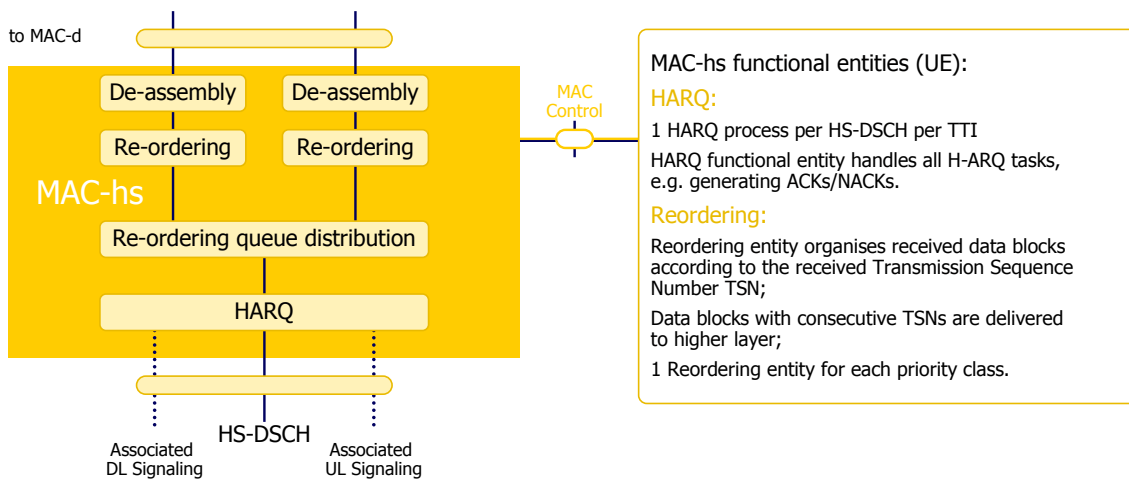 to MAC-d
De-assembly
De-assembly
Re-ordering
Re-ordering
MAC-hs
Re-ordering queue distribution
HARQ
HS-DSCH
Associated
DL Signaling
Associated
UL Signaling
MAC
Control
MAC-hs functional entities (UE):
HARQ:
1 HARQ process per HS-DSCH per TTI
HARQ functional entity handles all H-ARQ tasks,
e.g. generating ACKs/NACKs.
Reordering:
Reordering entity organises received data blocks
according to the received Transmission Sequence
Number TSN;
Data blocks with consecutive TSNs are delivered
to higher layer;
1 Reordering entity for each priority class.